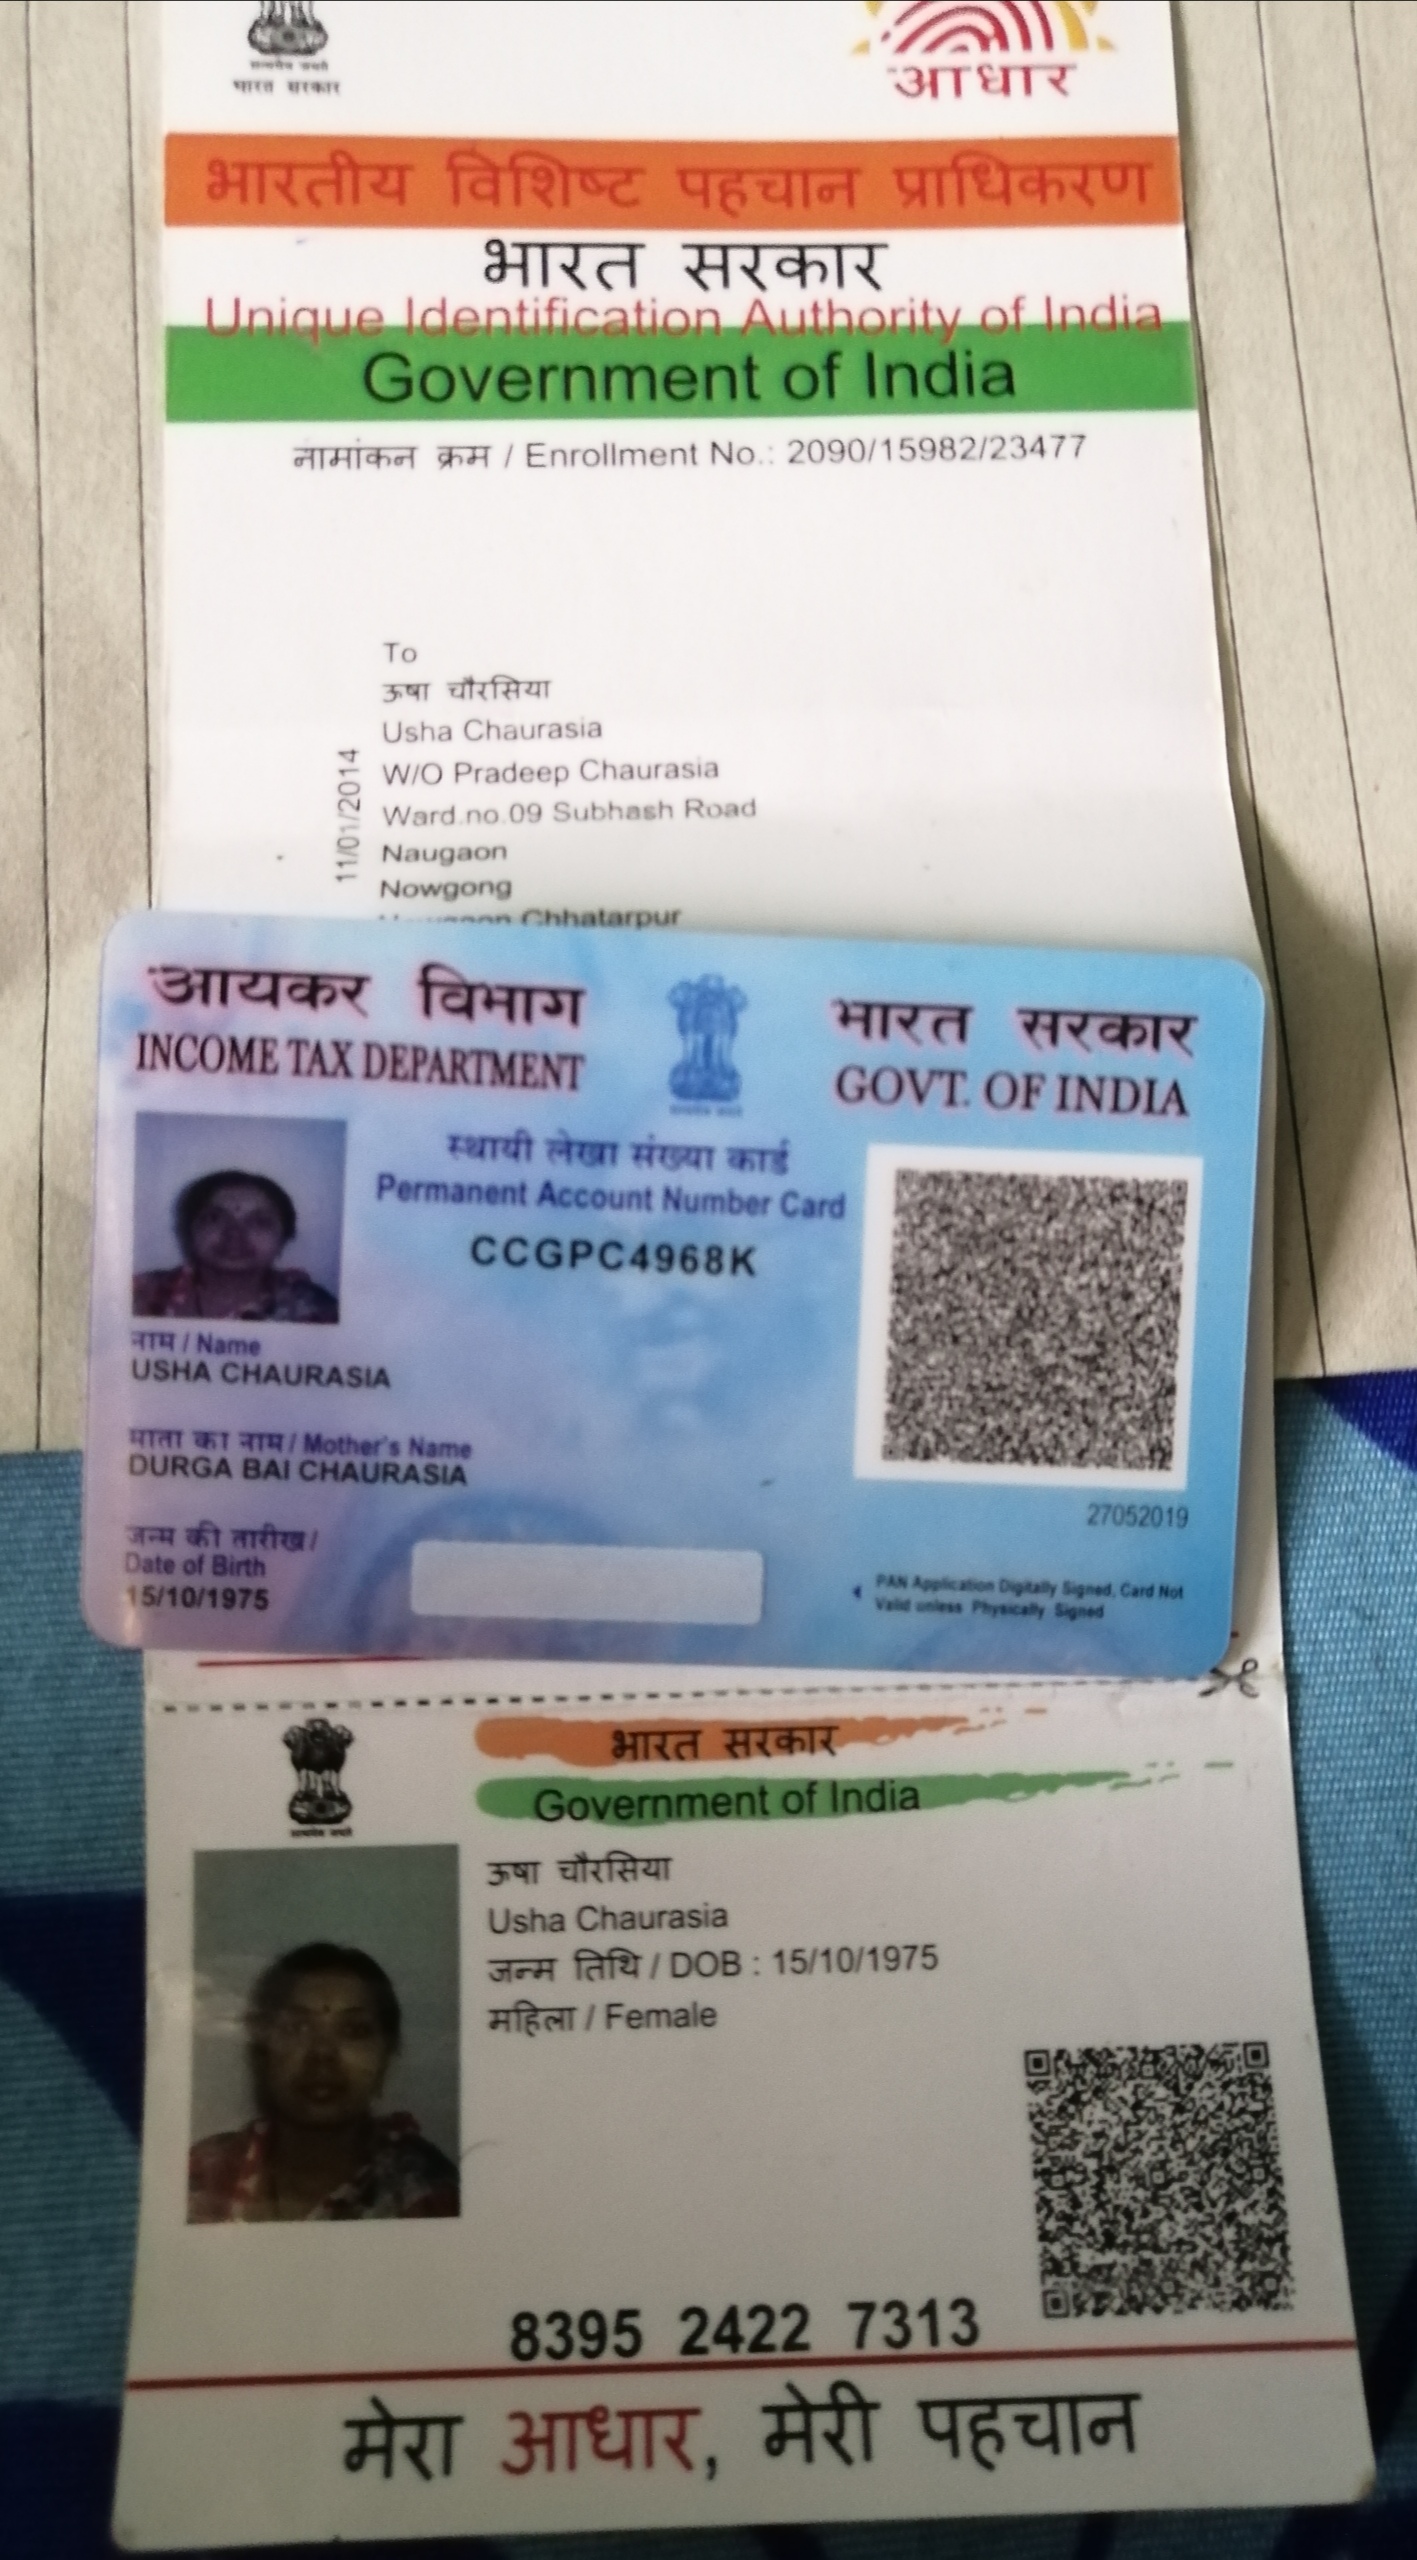 सत्यमेव जयते
भारत सरकार
आधार
भारतीय विशिष्ट पहचान प्राधिकरण
भारत सरकार
Unique Identification Authority of India
Government of India
नामांकन क्रम / Enrollment No.: 2090/15982/23477
To
ऊषा चौरसिया
Usha Chaurasia
W/O Pradeep Chaurasia
Ward.no.09 Subhash Road
Naugaon
Nowgong
Chhatarpur
11/01/2014
आयकर विभाग
INCOME TAX DEPARTMENT
भारत सरकार
GOVT. OF INDIA
स्थायी लेखा संख्या कार्ड
Permanent Account Number Card
CCGPC4968K
नाम / Name
USHA CHAURASIA
माता का नाम / Mother's Name
DURGA BAI CHAURASIA
जन्म की तारीख /
Date of Birth
15/10/1975
27052019
PAN Application Digitally Signed, Card Not
Valid unless Physically Signed
भारत सरकार
Government of India
ऊषा चौरसिया
Usha Chaurasia
जन्म तिथि / DOB : 15/10/1975
महिला / Female
8395 2422 7313
मेरा आधार, मेरी पहचान